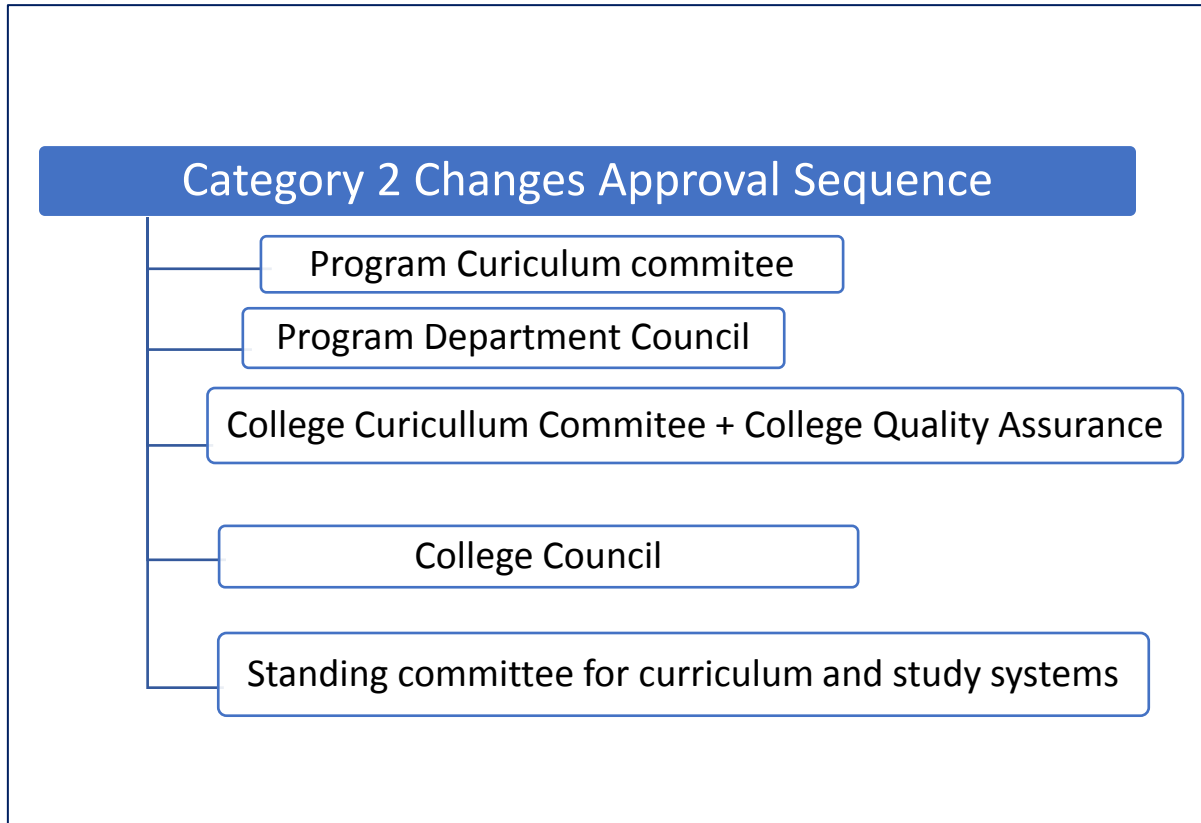 Category 2 Changes Approval Sequence
Program Curiculum commitee
Program Department Council
College Curicullum Commitee + College Quality Assurance
College Council
Standing committee for curriculum and study systems